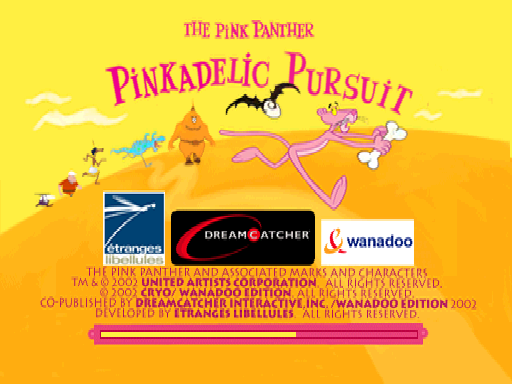 THE PINK PANTHER
PINKADELIC PURSUIT
étranges
libellules
DREAMCATCHER
wanadoo
THE PINK PANTHER AND ASSOCIATED MARKS AND CHARACTERS
TM & © 2002 UNITED ARTISTS CORPORATION. ALL RIGHTS RESERVED.
© 2002 CRYO/ WANADOO EDITION. ALL RIGHTS RESERVED.
CO-PUBLISHED BY DREAMCATCHER INTERACTIVE,INC. /WANADOO EDITION 2002
DEVELOPED BY ETRANGES LIBELLULES. ALL RIGHTS RESERVED.